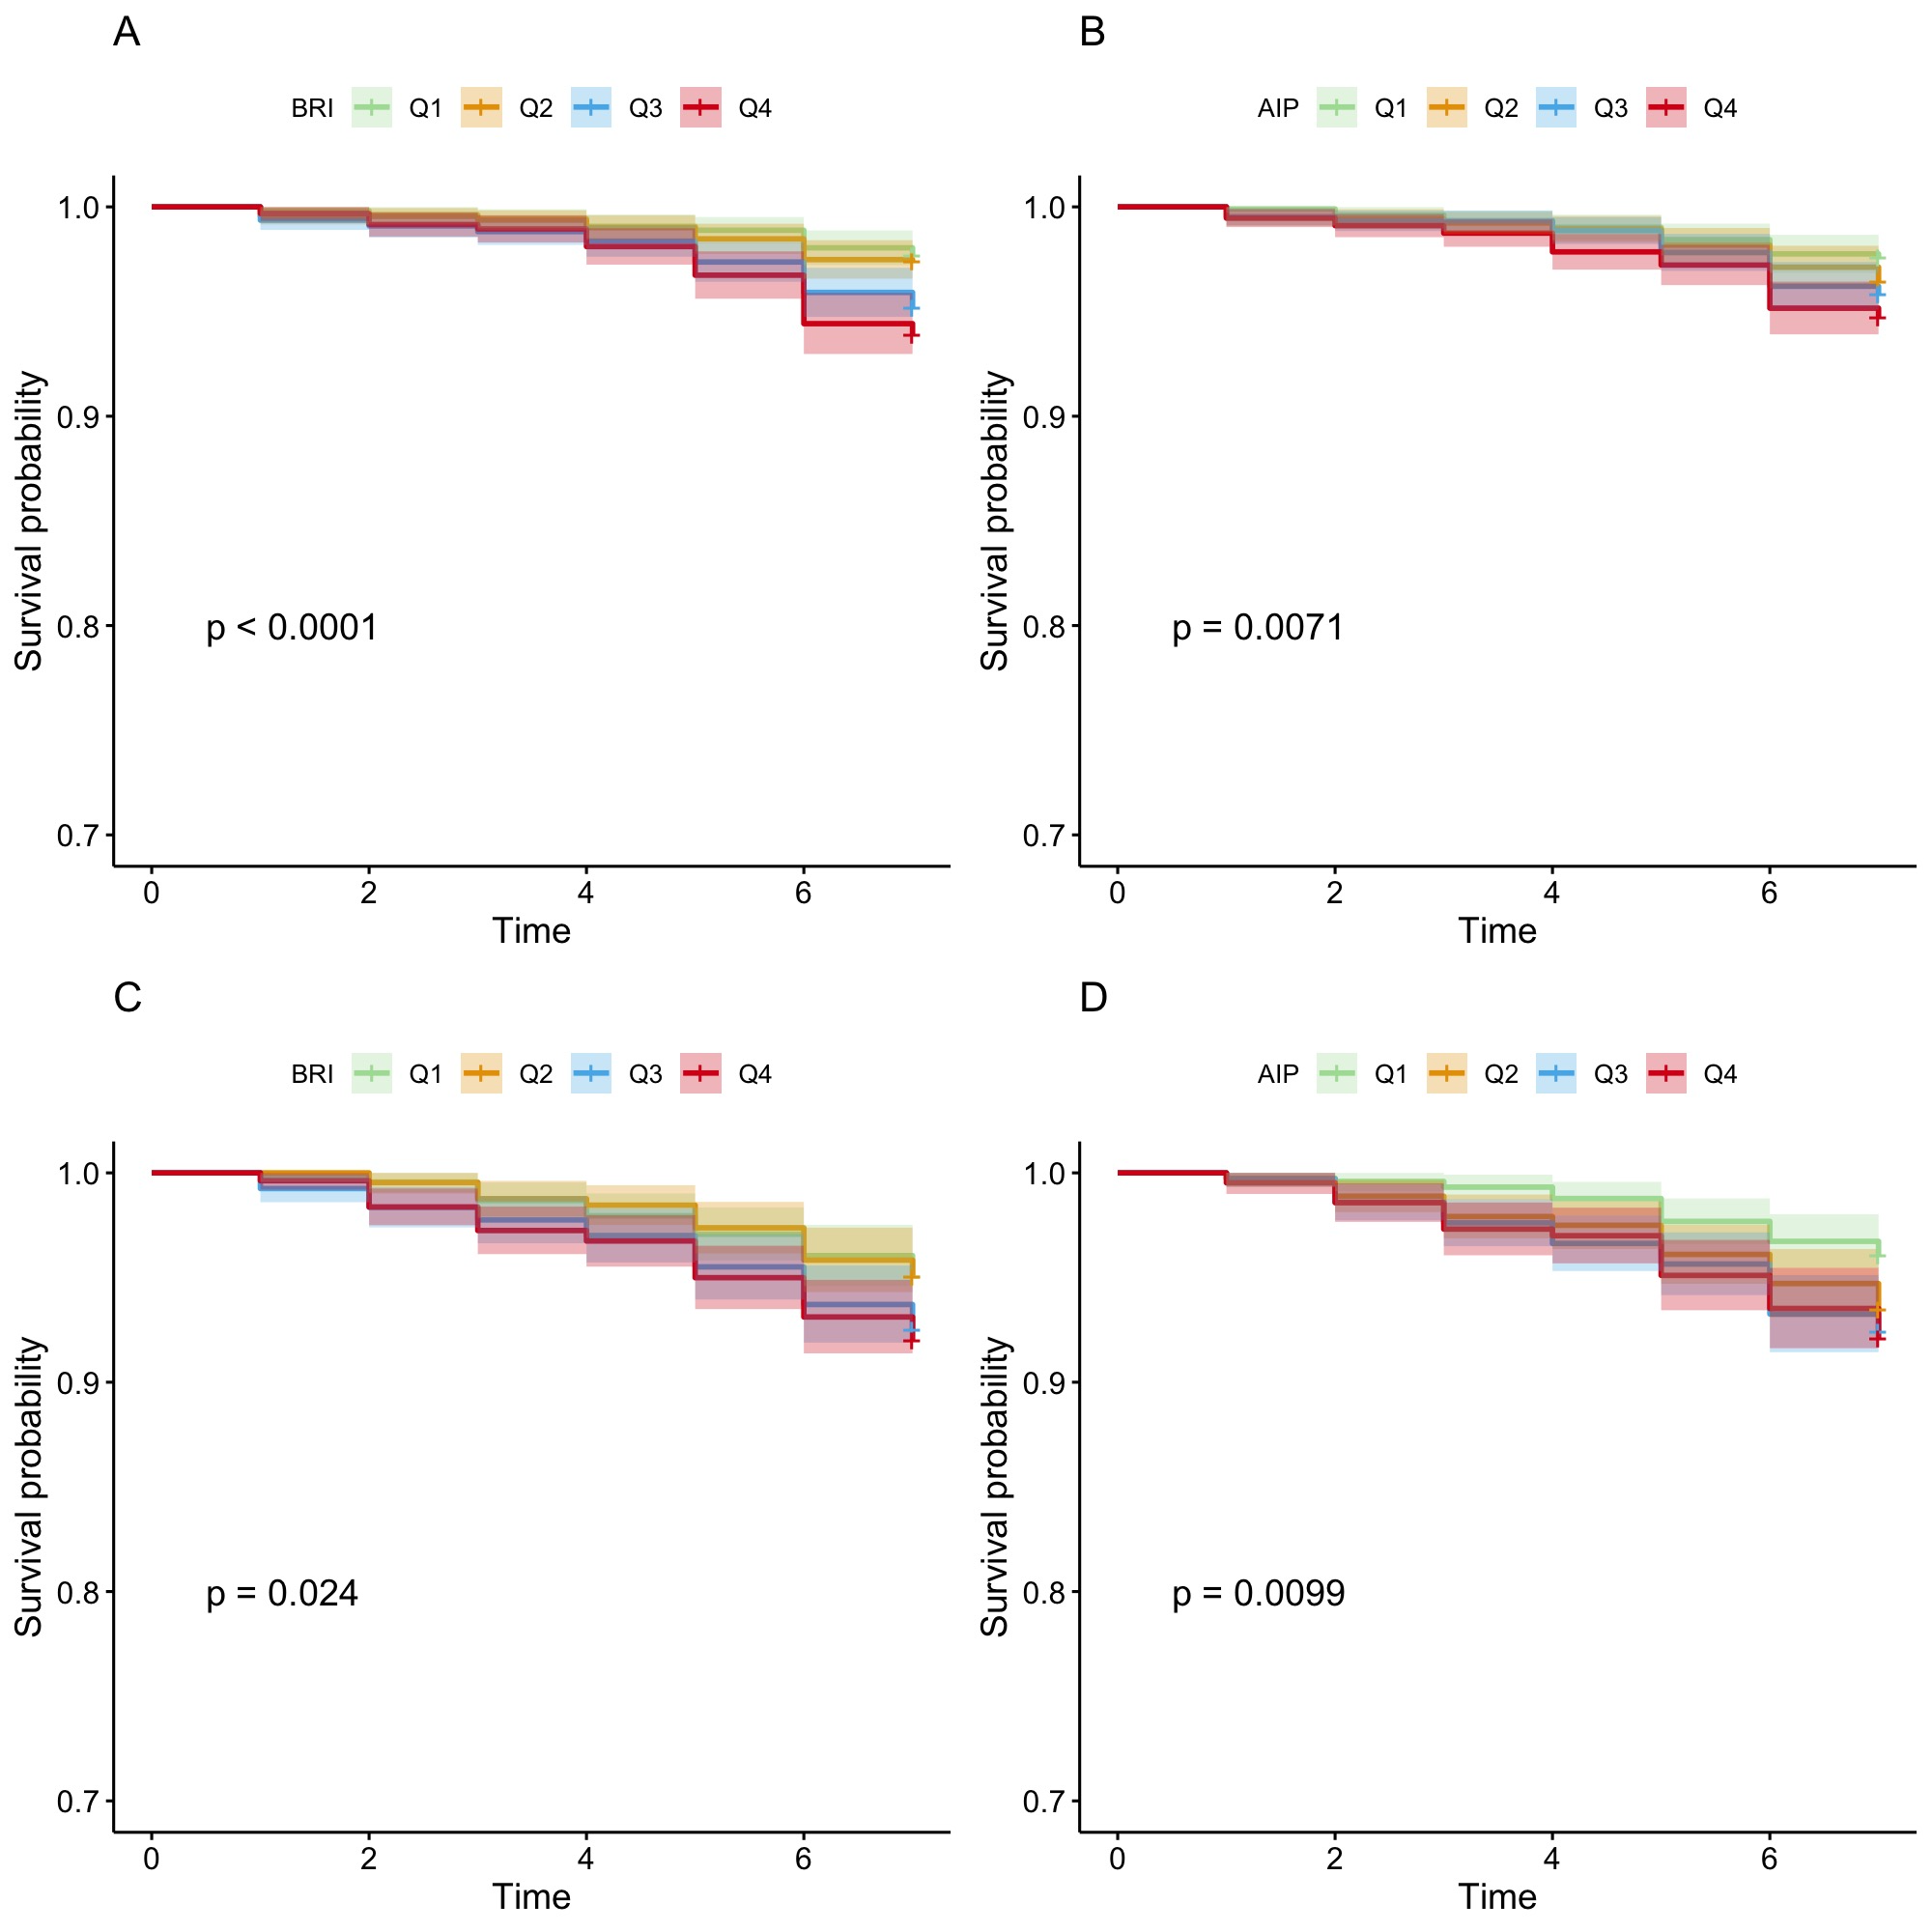 A
BRI Q1 Q2 Q3 Q4
Survival probability
1.0
0.9
0.8
0.7
p < 0.0001
0 2 4 6
Time
B
AIP Q1 Q2 Q3 Q4
Survival probability
1.0
0.9
0.8
0.7
p = 0.0071
0 2 4 6
Time
C
BRI Q1 Q2 Q3 Q4
Survival probability
1.0
0.9
0.8
0.7
p = 0.024
0 2 4 6
Time
D
AIP Q1 Q2 Q3 Q4
Survival probability
1.0
0.9
0.8
0.7
p = 0.0099
0 2 4 6
Time